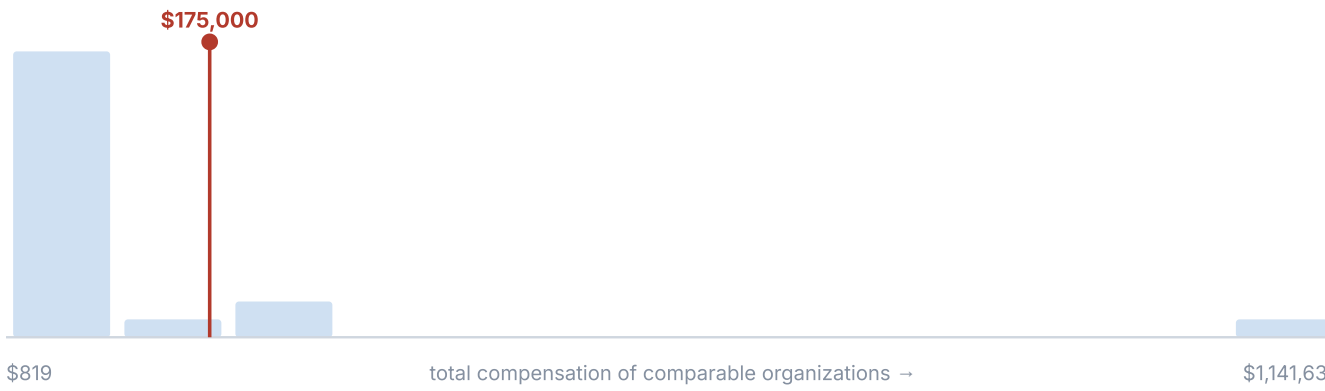 $175,000
$819
total compensation of comparable organizations →
$1,141,63